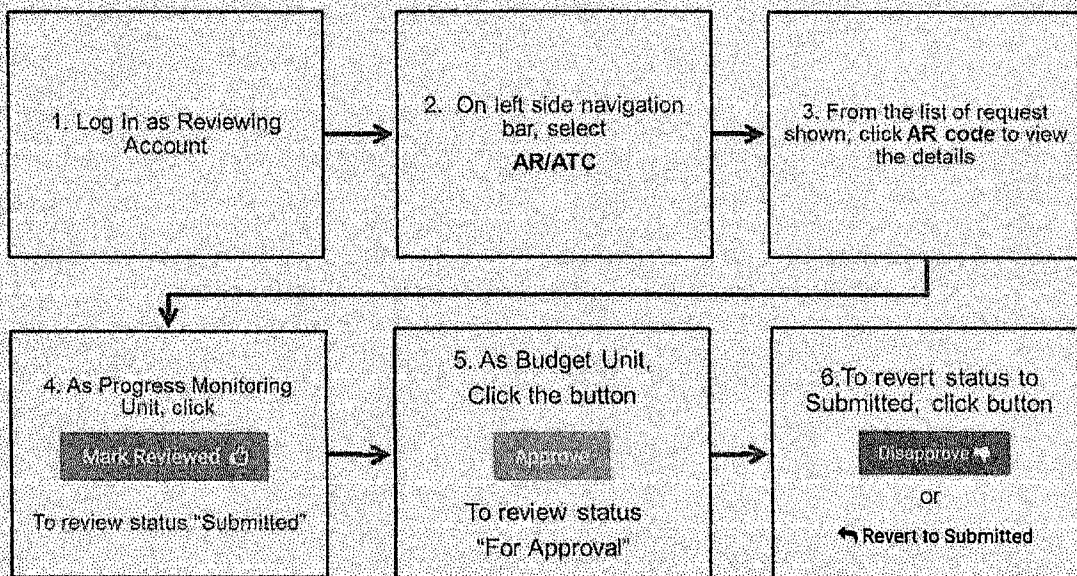 1. Log in as Reviewing
Account
2. On left side navigation
bar, select
AR/ATC
3. From the list of request
shown, click AR code to view
the details
4. As Progress Monitoring
Unit, click
Mark Reviewed
To review status "Submitted"
5. As Budget Unit,
Click the button
Approve
To review status
"For Approval"
6.To revert status to
Submitted, click button
Disapprove
or
Revert to Submitted